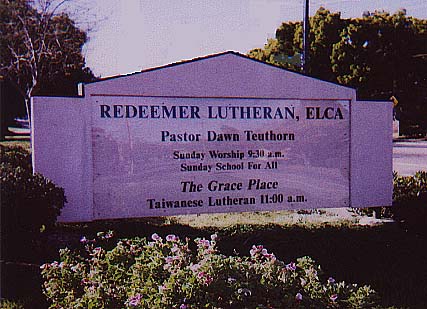 REDEEMER LUTHERAN, ELCA
Pastor Dawn Teuthorn
Sunday Worship 9:30 a.m.
Sunday School For All
The Grace Place
Taiwanese Lutheran 11:00 a.m.